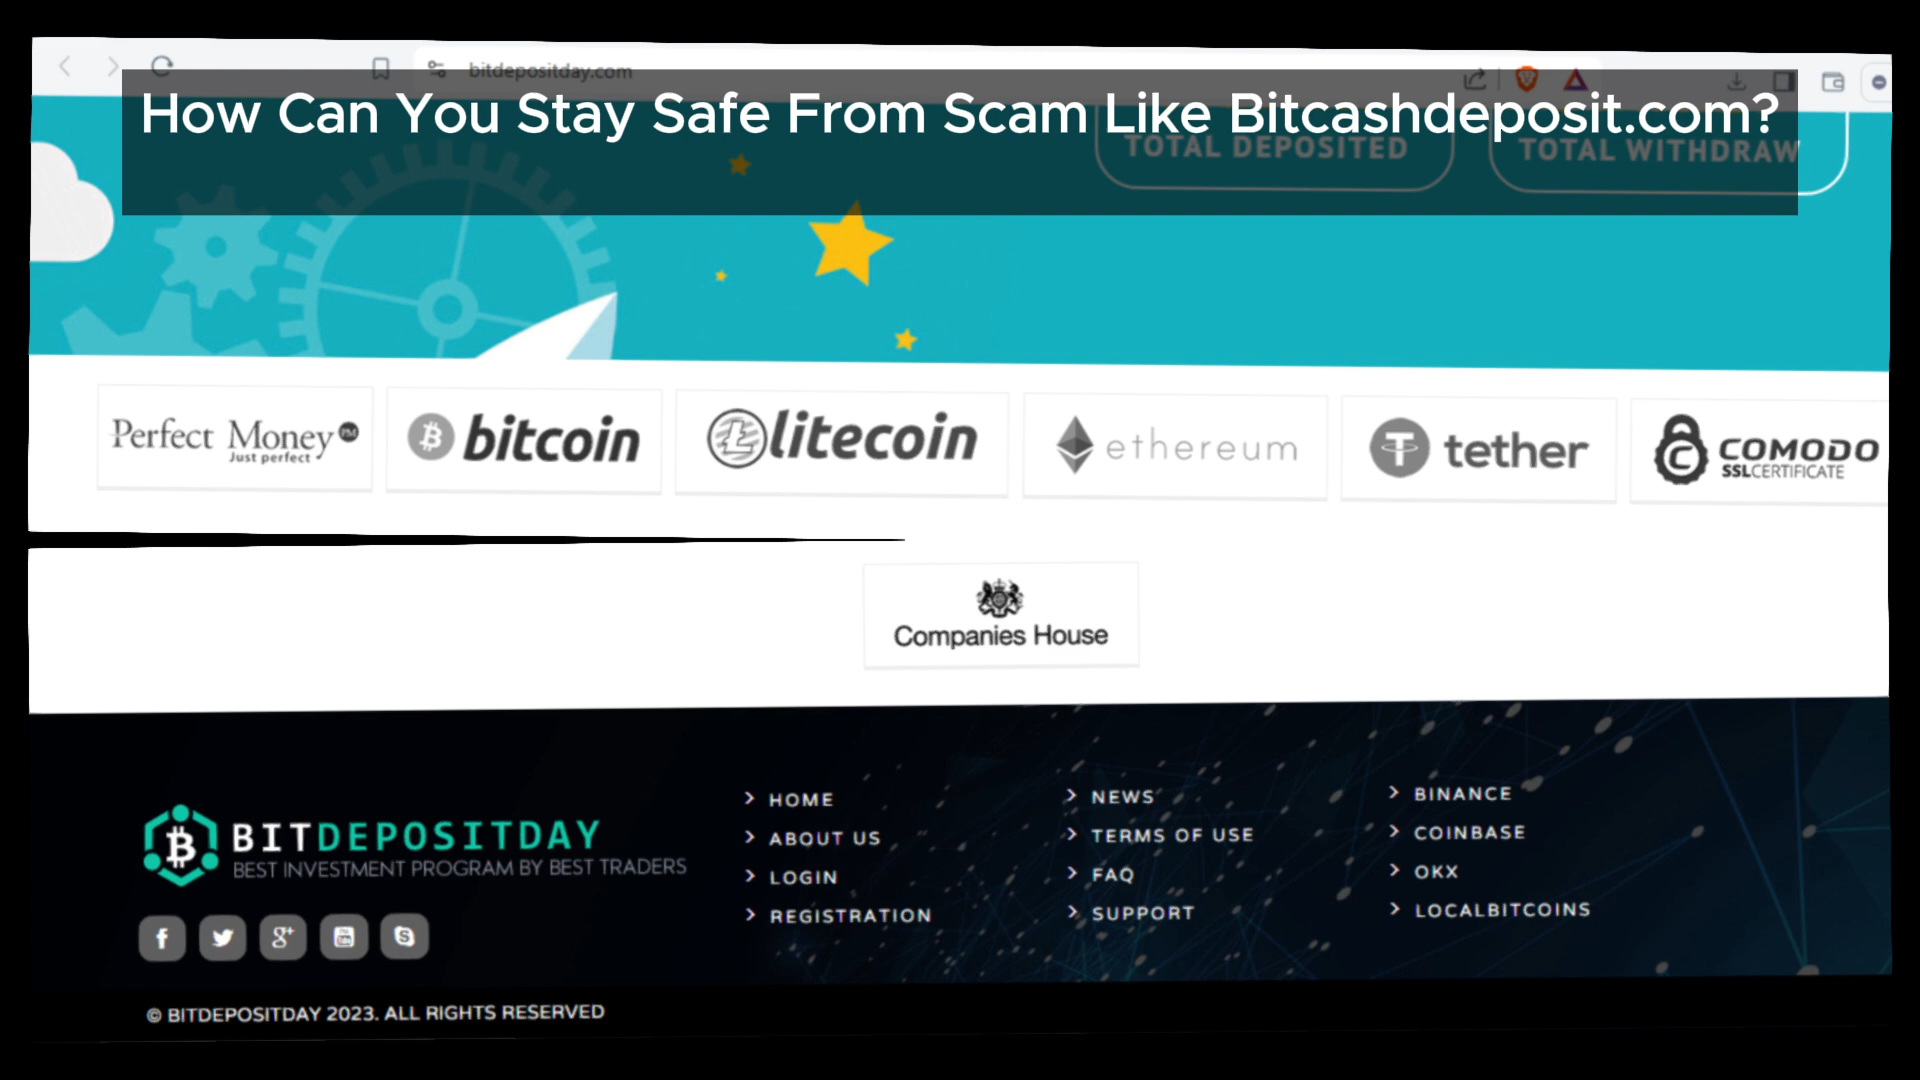 bitdepositday.com
How Can You Stay Safe From Scam Like Bitcashdeposit.com?
TOTAL DEPOSITED
TOTAL WITHDRAW
Perfect Money PM
Just perfect
bitcoin
litecoin
ethereum
tether
COMODO
SSLCERTIFICATE
Companies House
BITDEPOSITDAY
BEST INVESTMENT PROGRAM BY BEST TRADERS
HOME
ABOUT US
LOGIN
REGISTRATION
NEWS
TERMS OF USE
FAQ
SUPPORT
BINANCE
COINBASE
OKX
LOCALBITCOINS
© BITDEPOSITDAY 2023. ALL RIGHTS RESERVED